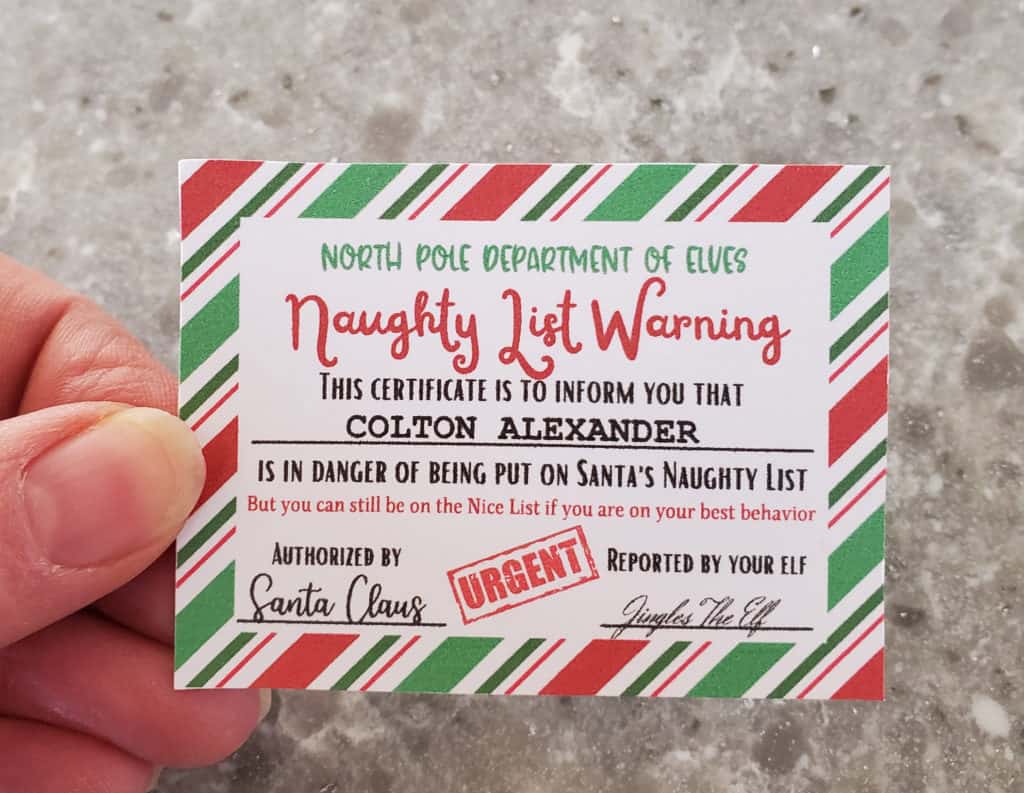 NORTH POLE DEPARTMENT OF ELVES
Naughty List Warning
THIS CERTIFICATE IS TO INFORM YOU THAT
COLTON ALEXANDER
IS IN DANGER OF BEING PUT ON SANTA'S NAUGHTY LIST
But you can still be on the Nice List if you are on your best behavior
AUTHORIZED BY
Santa Claus
URGENT
REPORTED BY YOUR ELF
Jingles The Elf